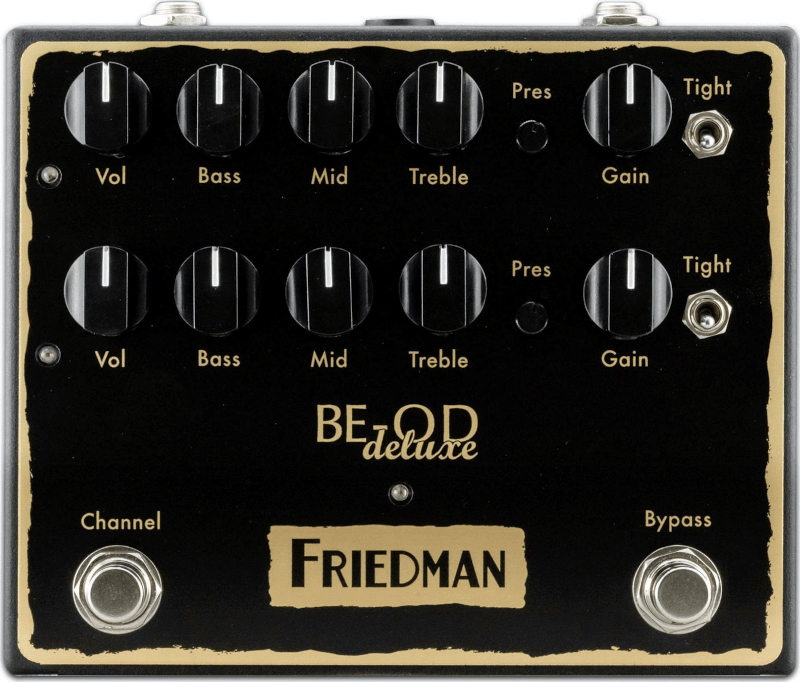 Pres Tight
Vol Bass Mid Treble Gain
Pres Tight
Vol Bass Mid Treble Gain
BE-OD
deluxe
Channel Bypass
FRIEDMAN